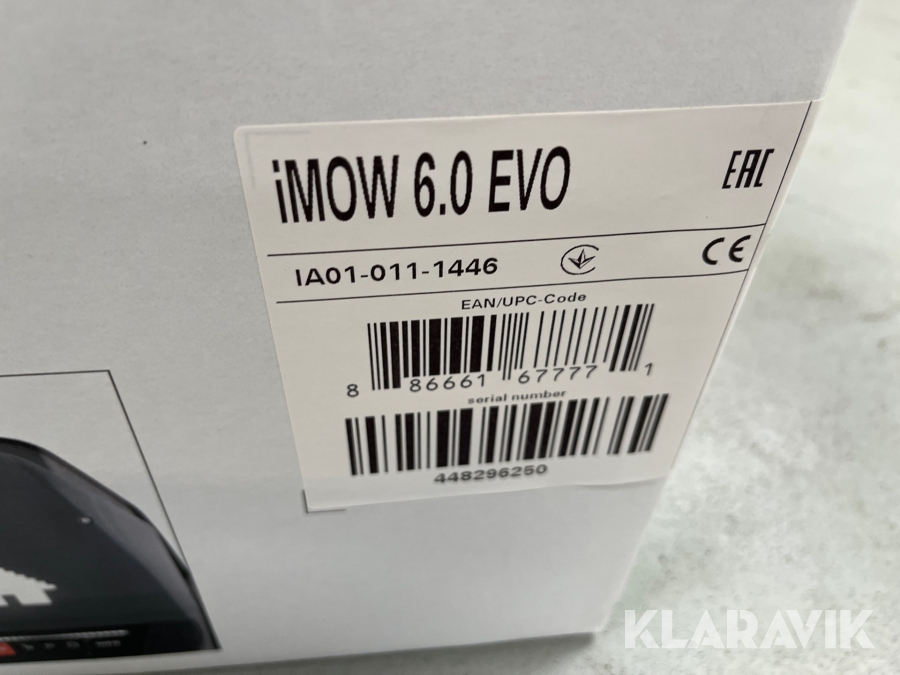 iMOW 6.0 EVO
EAC
IA01-011-1446
CE
EAN/UPC-Code
8 86661 67777 1
serial number
448296250
KLARAVIK